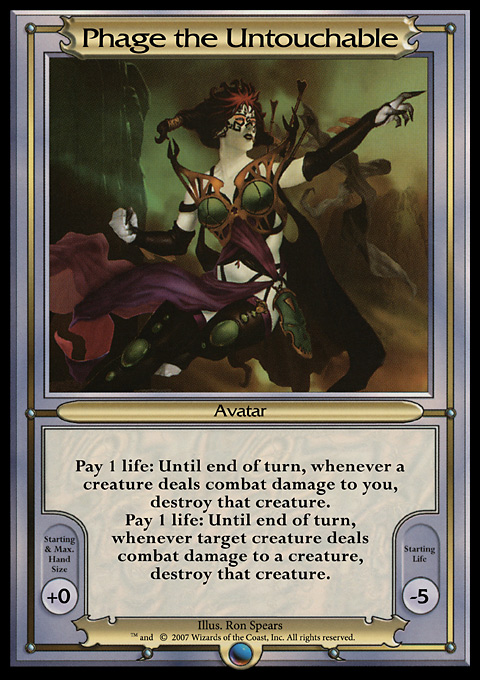 Phage the Untouchable
Avatar
Pay 1 life: Until end of turn, whenever a
creature deals combat damage to you,
destroy that creature.
Pay 1 life: Until end of turn,
whenever target creature deals
combat damage to a creature,
destroy that creature.
Starting
& Max.
Hand
Size
+0
Starting
Life
-5
Illus. Ron Spears
™ and © 2007 Wizards of the Coast, Inc. All rights reserved.